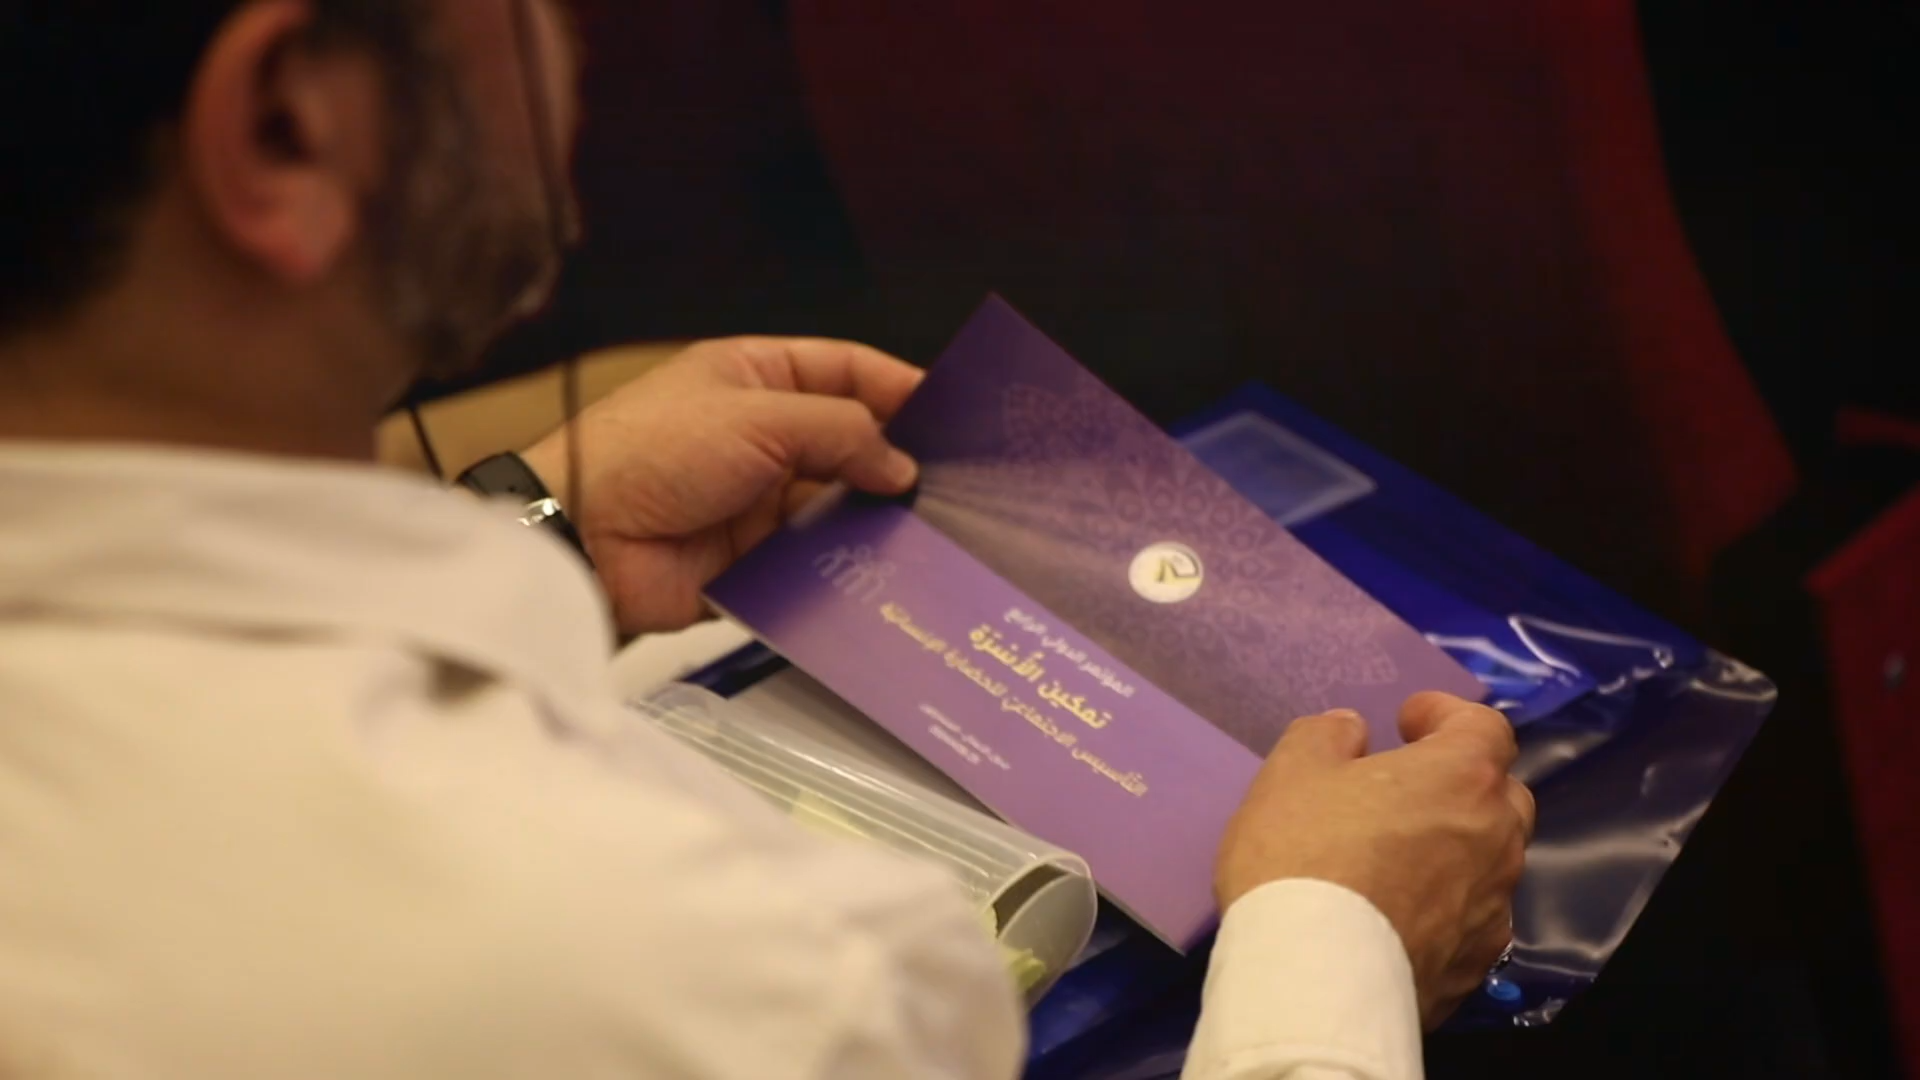 المؤتمر الدولي الرابع
تمكين الأسرة
التأسيس الاجتماعي للحضارة الإنسانية